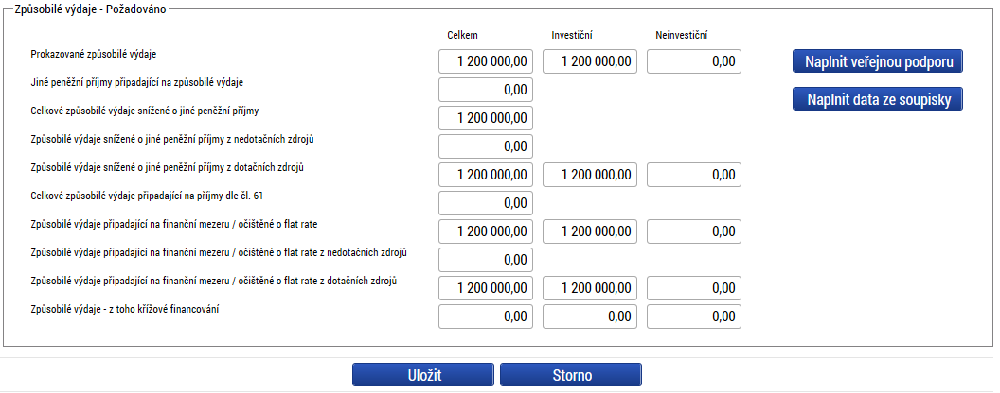 Způsobilé výdaje - Požadováno
Celkem Investiční Neinvestiční
Prokazované způsobilé výdaje 1 200 000,00 1 200 000,00 0,00 Naplnit veřejnou podporu
Jiné peněžní příjmy připadající na způsobilé výdaje 0,00 Naplnit data ze soupisky
Celkové způsobilé výdaje snížené o jiné peněžní příjmy 1 200 000,00
Způsobilé výdaje snížené o jiné peněžní příjmy z nedotačních zdrojů 0,00
Způsobilé výdaje snížené o jiné peněžní příjmy z dotačních zdrojů 1 200 000,00 1 200 000,00 0,00
Celkové způsobilé výdaje připadající na příjmy dle čl. 61 0,00
Způsobilé výdaje připadající na finanční mezeru / očištěné o flat rate 1 200 000,00 1 200 000,00 0,00
Způsobilé výdaje připadající na finanční mezeru / očištěné o flat rate z nedotačních zdrojů 0,00
Způsobilé výdaje připadající na finanční mezeru / očištěné o flat rate z dotačních zdrojů 1 200 000,00 1 200 000,00 0,00
Způsobilé výdaje - z toho křížové financování 0,00 0,00 0,00
Uložit Storno